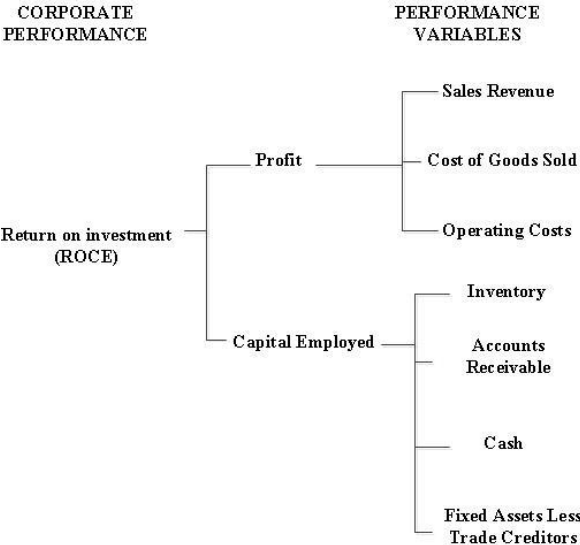 CORPORATE
PERFORMANCE
PERFORMANCE
VARIABLES
Sales Revenue
Profit
Cost of Goods Sold
Operating Costs
Return on investment
(ROCE)
Inventory
Capital Employed
Accounts
Receivable
Cash
Fixed Assets Less
Trade Creditors